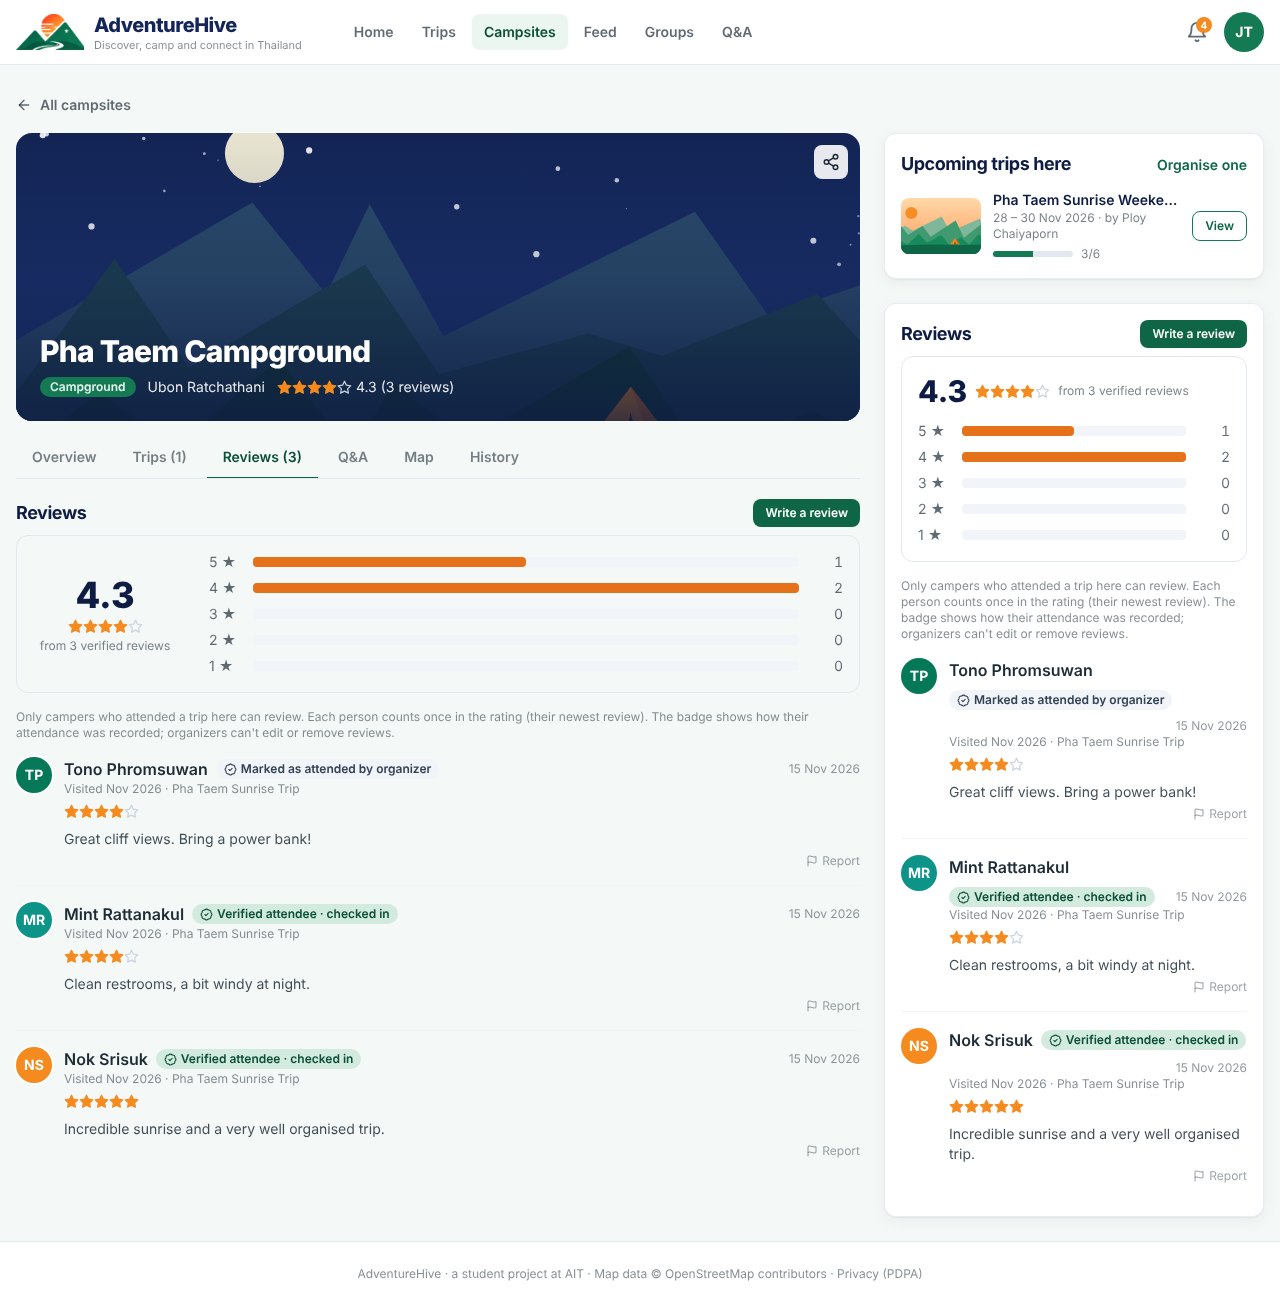 AdventureHive
Discover, camp and connect in Thailand
Home
Trips
Campsites
Feed
Groups
Q&A
4
JT
All campsites
Pha Taem Campground
Campground
Ubon Ratchathani
4.3 (3 reviews)
Overview
Trips (1)
Reviews (3)
Q&A
Map
History
Reviews
Write a review
4.3
from 3 verified reviews
5 ★ 1
4 ★ 2
3 ★ 0
2 ★ 0
1 ★ 0
Only campers who attended a trip here can review. Each person counts once in the rating (their newest review). The badge shows how their
attendance was recorded; organizers can't edit or remove reviews.
TP
Tono Phromsuwan
Marked as attended by organizer
15 Nov 2026
Visited Nov 2026 · Pha Taem Sunrise Trip
Great cliff views. Bring a power bank!
Report
MR
Mint Rattanakul
Verified attendee · checked in
15 Nov 2026
Visited Nov 2026 · Pha Taem Sunrise Trip
Clean restrooms, a bit windy at night.
Report
NS
Nok Srisuk
Verified attendee · checked in
15 Nov 2026
Visited Nov 2026 · Pha Taem Sunrise Trip
Incredible sunrise and a very well organised trip.
Report
Upcoming trips here
Organise one
Pha Taem Sunrise Weeke...
28 – 30 Nov 2026 · by Ploy
Chaiyaporn
3/6
View
Reviews
Write a review
4.3
from 3 verified reviews
5 ★ 1
4 ★ 2
3 ★ 0
2 ★ 0
1 ★ 0
Only campers who attended a trip here can review. Each
person counts once in the rating (their newest review). The
badge shows how their attendance was recorded;
organizers can't edit or remove reviews.
TP
Tono Phromsuwan
Marked as attended by organizer
15 Nov 2026
Visited Nov 2026 · Pha Taem Sunrise Trip
Great cliff views. Bring a power bank!
Report
MR
Mint Rattanakul
Verified attendee · checked in
15 Nov 2026
Visited Nov 2026 · Pha Taem Sunrise Trip
Clean restrooms, a bit windy at night.
Report
NS
Nok Srisuk
Verified attendee · checked in
15 Nov 2026
Visited Nov 2026 · Pha Taem Sunrise Trip
Incredible sunrise and a very well organised
trip.
Report
AdventureHive · a student project at AIT · Map data © OpenStreetMap contributors · Privacy (PDPA)